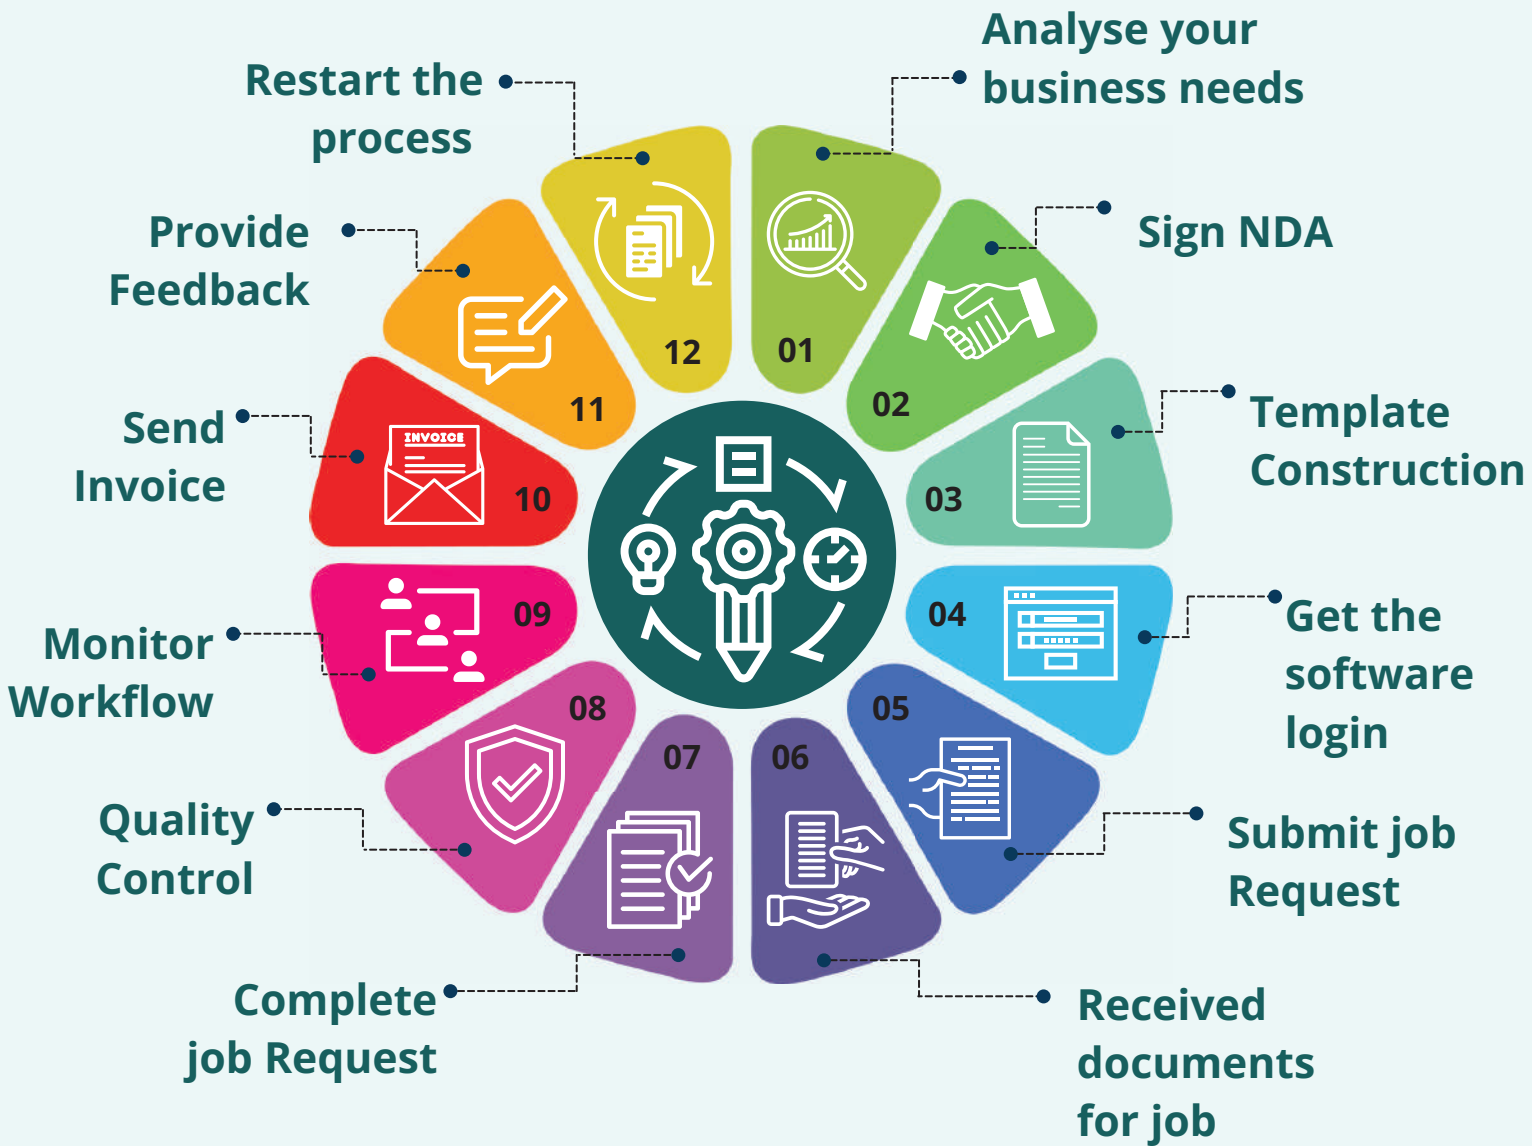 Analyse your
business needs
01
Sign NDA
02
Template
Construction
03
Get the
software
login
04
Submit job
Request
05
Received
documents
for job
06
Complete
job Request
07
Quality
Control
08
Monitor
Workflow
09
Send
Invoice
INVOICE
10
Provide
Feedback
11
Restart the
process
12